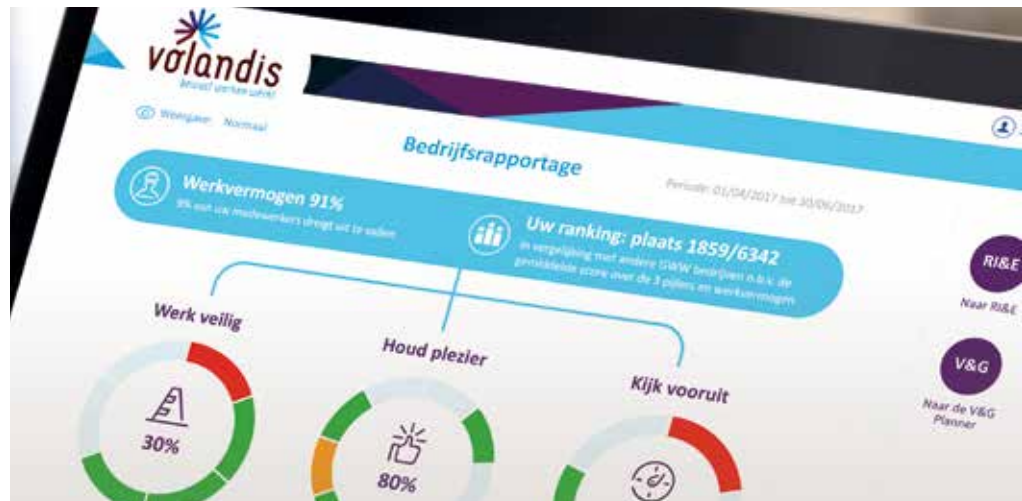 volandis
bewust werken werkt
Weergave: Normaal
Bedrijfsrapportage
Periode: 01/04/2017 t/m 30/06/2017
Werkvermogen 91%
9% van uw medewerkers dreigt uit te vallen
Uw ranking: plaats 1859/6342
in vergelijking met andere GWW bedrijven o.b.v. de
gemiddelde score over de 3 pijlers en werkvermogen
RI&E
Naar RI&E
Werk veilig
Houd plezier
Kijk vooruit
V&G
Naar de V&G
Planner
30%
80%